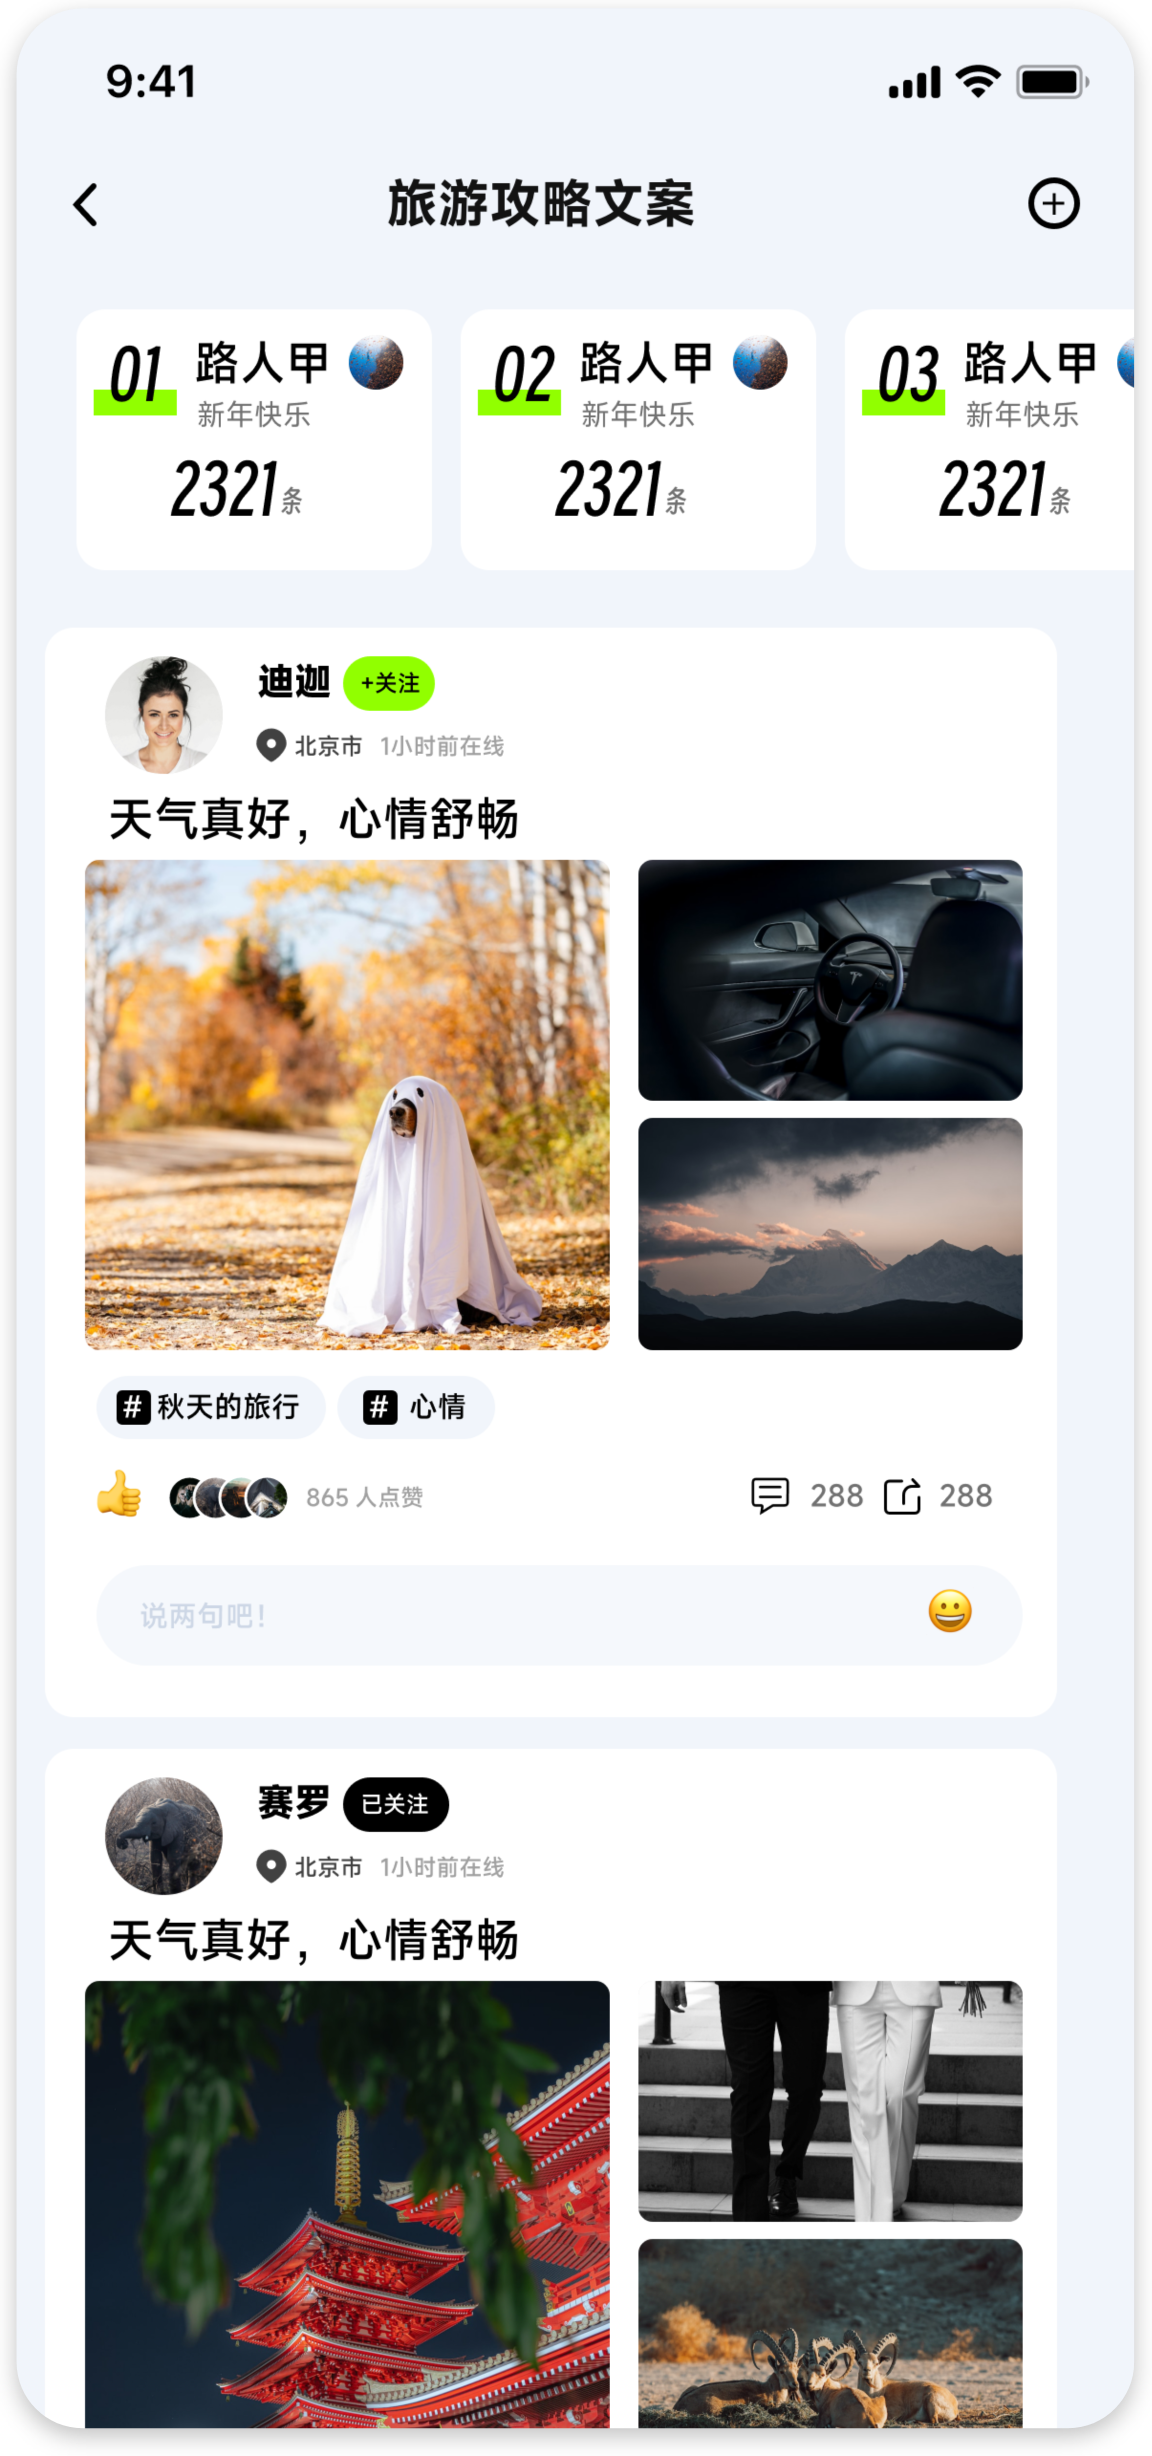 9:41
旅游攻略文案
01 路人甲
新年快乐
2321条
02 路人甲
新年快乐
2321条
03 路人甲
新年快乐
2321条
迪迦 +关注
北京市 1小时前在线
天气真好，心情舒畅
# 秋天的旅行 # 心情
865 人点赞 288 288
说两句吧！
赛罗 已关注
北京市 1小时前在线
天气真好，心情舒畅